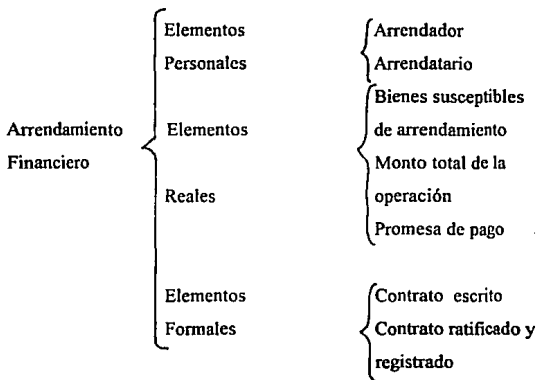 Arrendamiento
Financiero
Elementos
Personales
Arrendador
Arrendatario
Elementos
Reales
Bienes susceptibles
de arrendamiento
Monto total de la
operación
Promesa de pago
Elementos
Formales
Contrato escrito
Contrato ratificado y
registrado